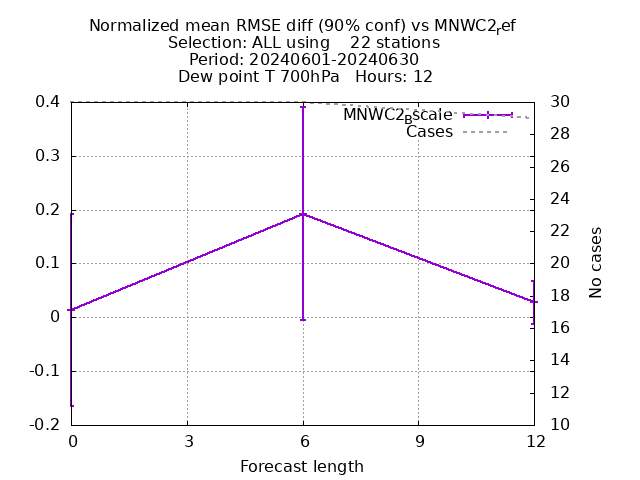 Normalized mean RMSE diff (90% conf) vs MNWC2ref
Selection: ALL using    22 stations
Period: 20240601-20240630
Dew point T 700hPa   Hours: 12
MNWC2Bscale
Cases
0.4
0.3
0.2
0.1
0
-0.1
-0.2
30
28
26
24
22
20
18
16
14
12
10
No cases
0 3 6 9 12
Forecast length